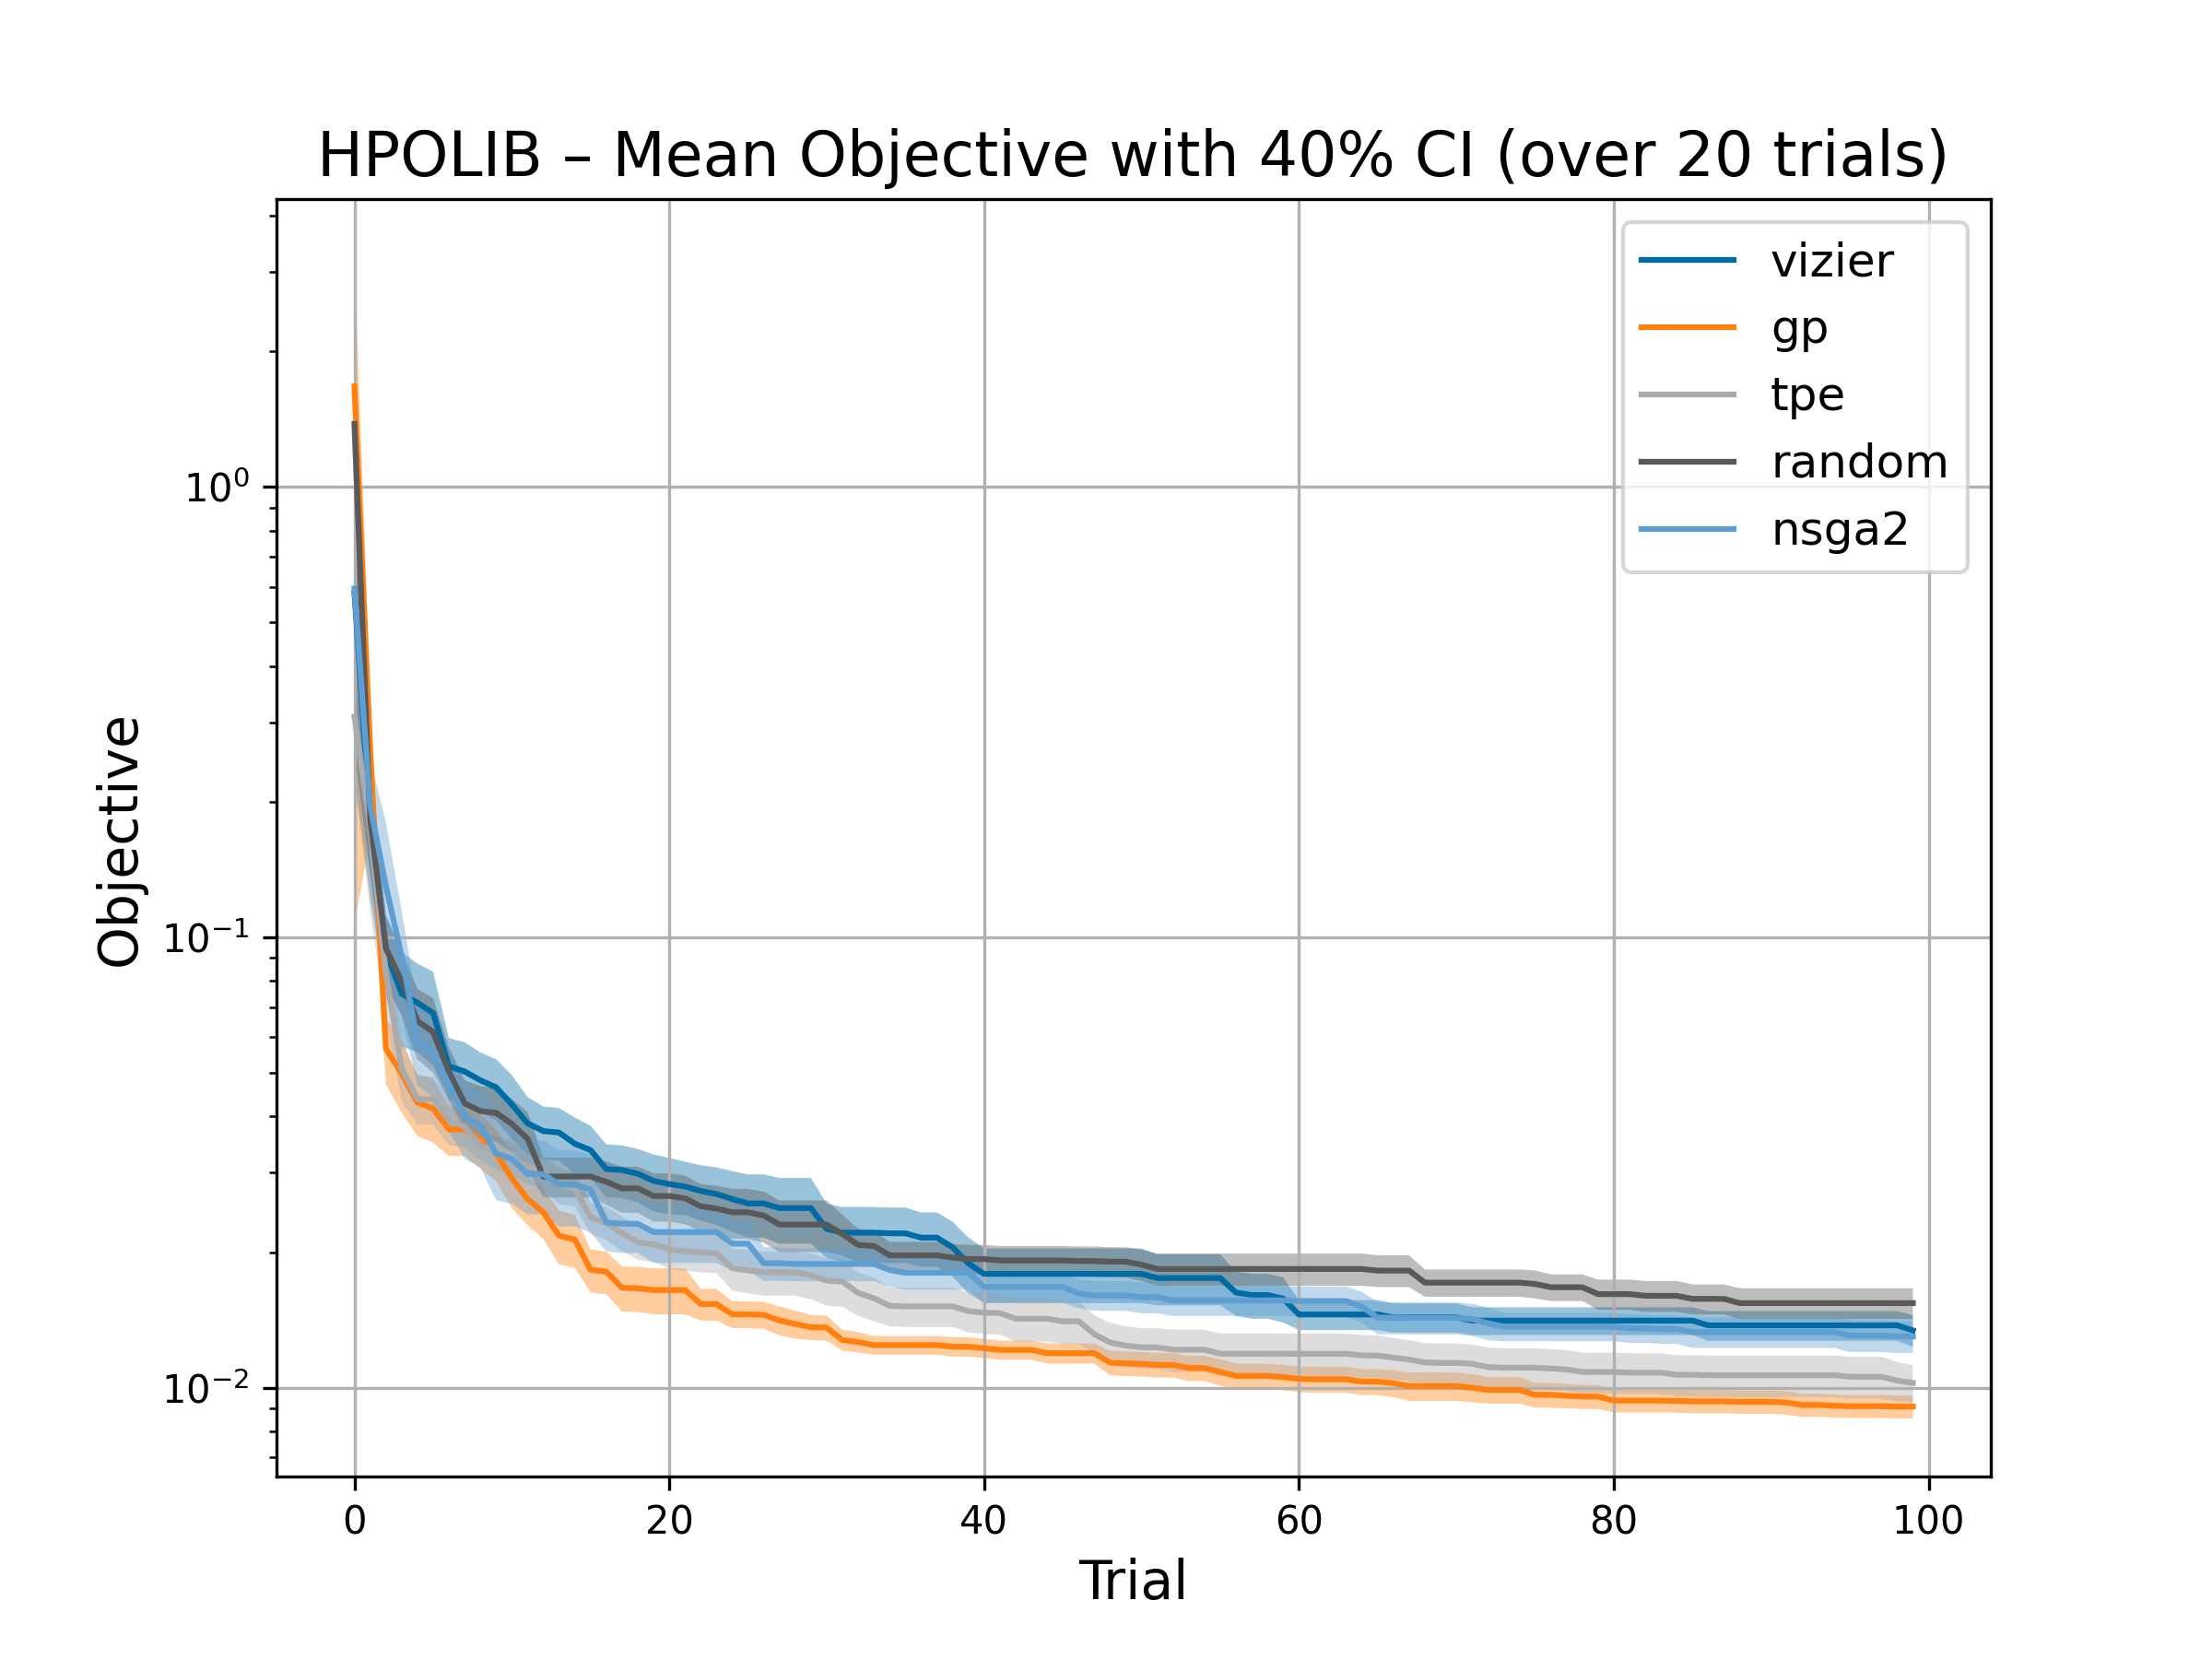 HPOLIB – Mean Objective with 40% CI (over 20 trials)
vizier
gp
tpe
random
nsga2
Objective
10⁰
10⁻¹
10⁻²
0 20 40 60 80 100
Trial